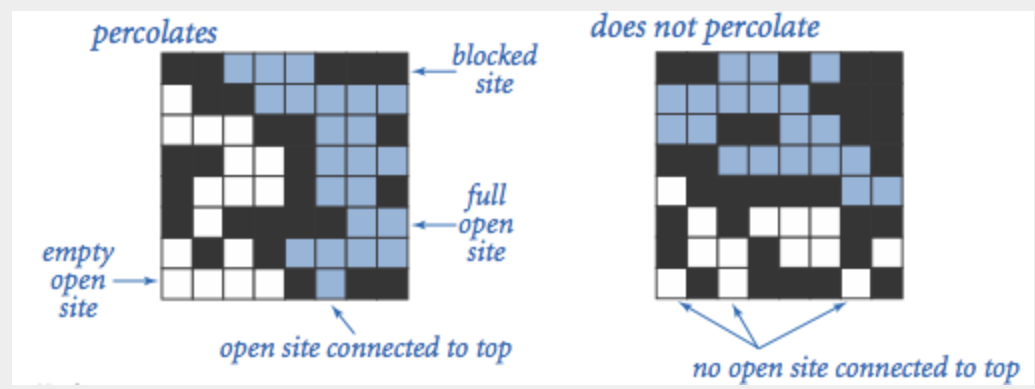 percolates
does not percolate
blocked
site
full
open
site
empty
open
site
open site connected to top
no open site connected to top